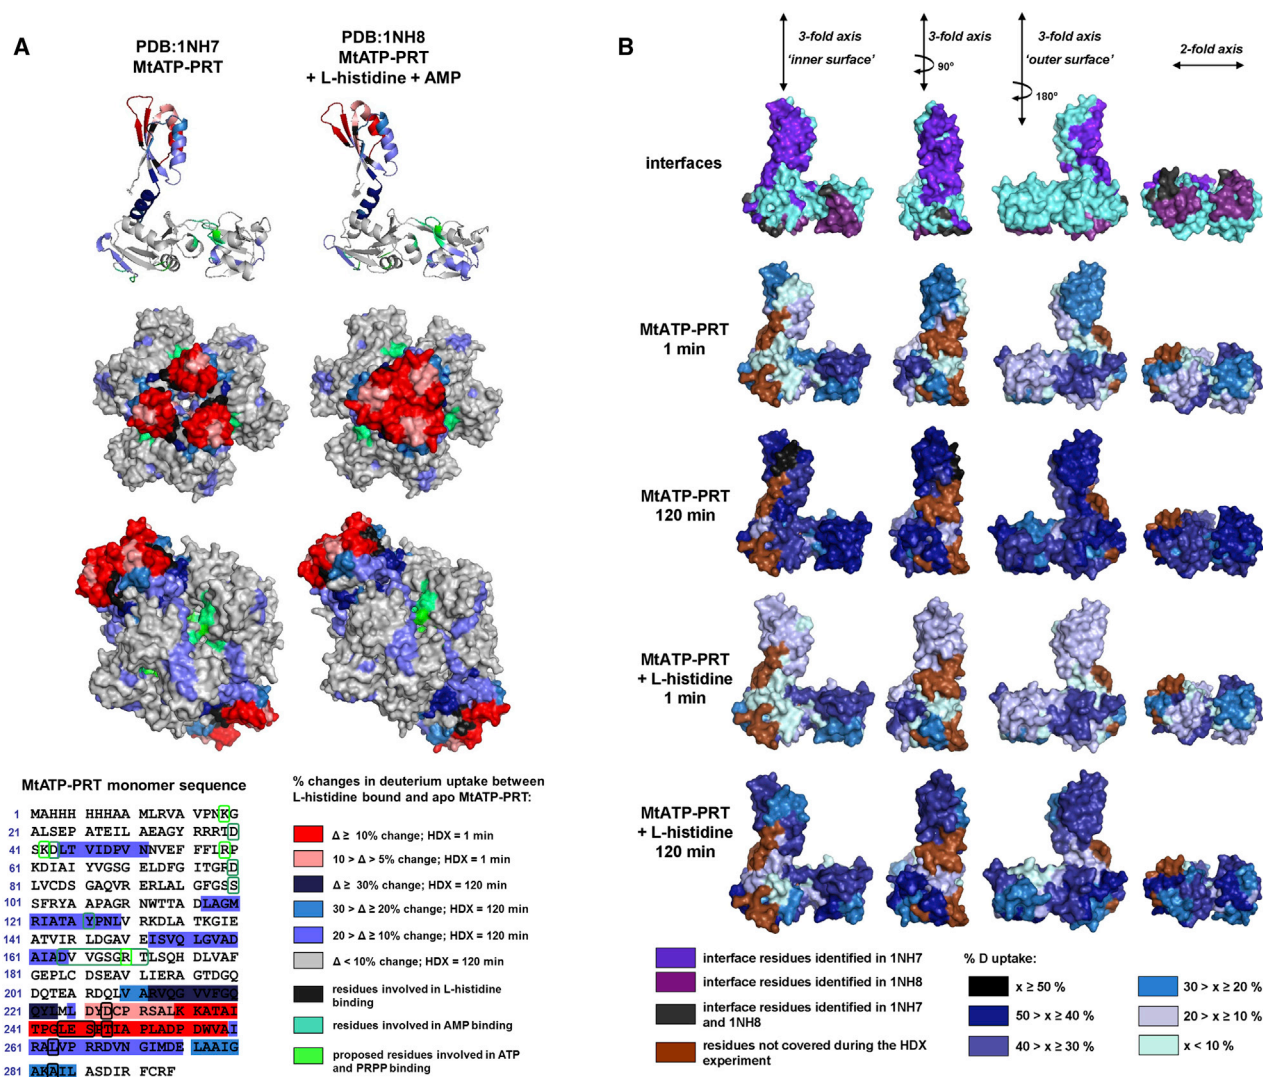 A
PDB:1NH7
MtATP-PRT
PDB:1NH8
MtATP-PRT
+ L-histidine + AMP
MtATP-PRT monomer sequence
1 MAHHH HHHAA MLRVA VPNKG
21 ALSEP ATEIL AEAGY RRRTD
41 SKDLT VIDPV NNVEF FFLRP
61 KDIAI YVGSG ELDFG ITGRD
81 LVCDS GAQVR ERLAL GFGSS
101 SFRYA APAGR NWTTA DLAGM
121 RIATA YPNLV RKDLA TKGIE
141 ATVIR LDGAV EISVQ LGVAD
161 AIADV VGSGR TLSQH DLVAF
181 GEPLC DSEAV LIERA GTDGQ
201 DQTEA RDQLV ARVQG VVFGQ
221 QYLML DYDCP RSALK KATAI
241 TPGLE SPTIA PLADP DWVAI
261 RALVP RRDVN GIMDE LAAIG
281 AKAIL ASDIR FCRF
% changes in deuterium uptake between
L-histidine bound and apo MtATP-PRT:
Δ ≥ 10% change; HDX = 1 min
10 > Δ > 5% change; HDX = 1 min
Δ ≥ 30% change; HDX = 120 min
30 > Δ ≥ 20% change; HDX = 120 min
20 > Δ ≥ 10% change; HDX = 120 min
Δ < 10% change; HDX = 120 min
residues involved in L-histidine
binding
residues involved in AMP binding
proposed residues involved in ATP
and PRPP binding
B
3-fold axis
'inner surface'
3-fold axis
90°
3-fold axis
'outer surface'
180°
2-fold axis
interfaces
MtATP-PRT
1 min
MtATP-PRT
120 min
MtATP-PRT
+ L-histidine
1 min
MtATP-PRT
+ L-histidine
120 min
interface residues identified in 1NH7
interface residues identified in 1NH8
interface residues identified in 1NH7
and 1NH8
residues not covered during the HDX
experiment
% D uptake:
x ≥ 50 %
50 > x ≥ 40 %
40 > x ≥ 30 %
30 > x ≥ 20 %
20 > x ≥ 10 %
x < 10 %